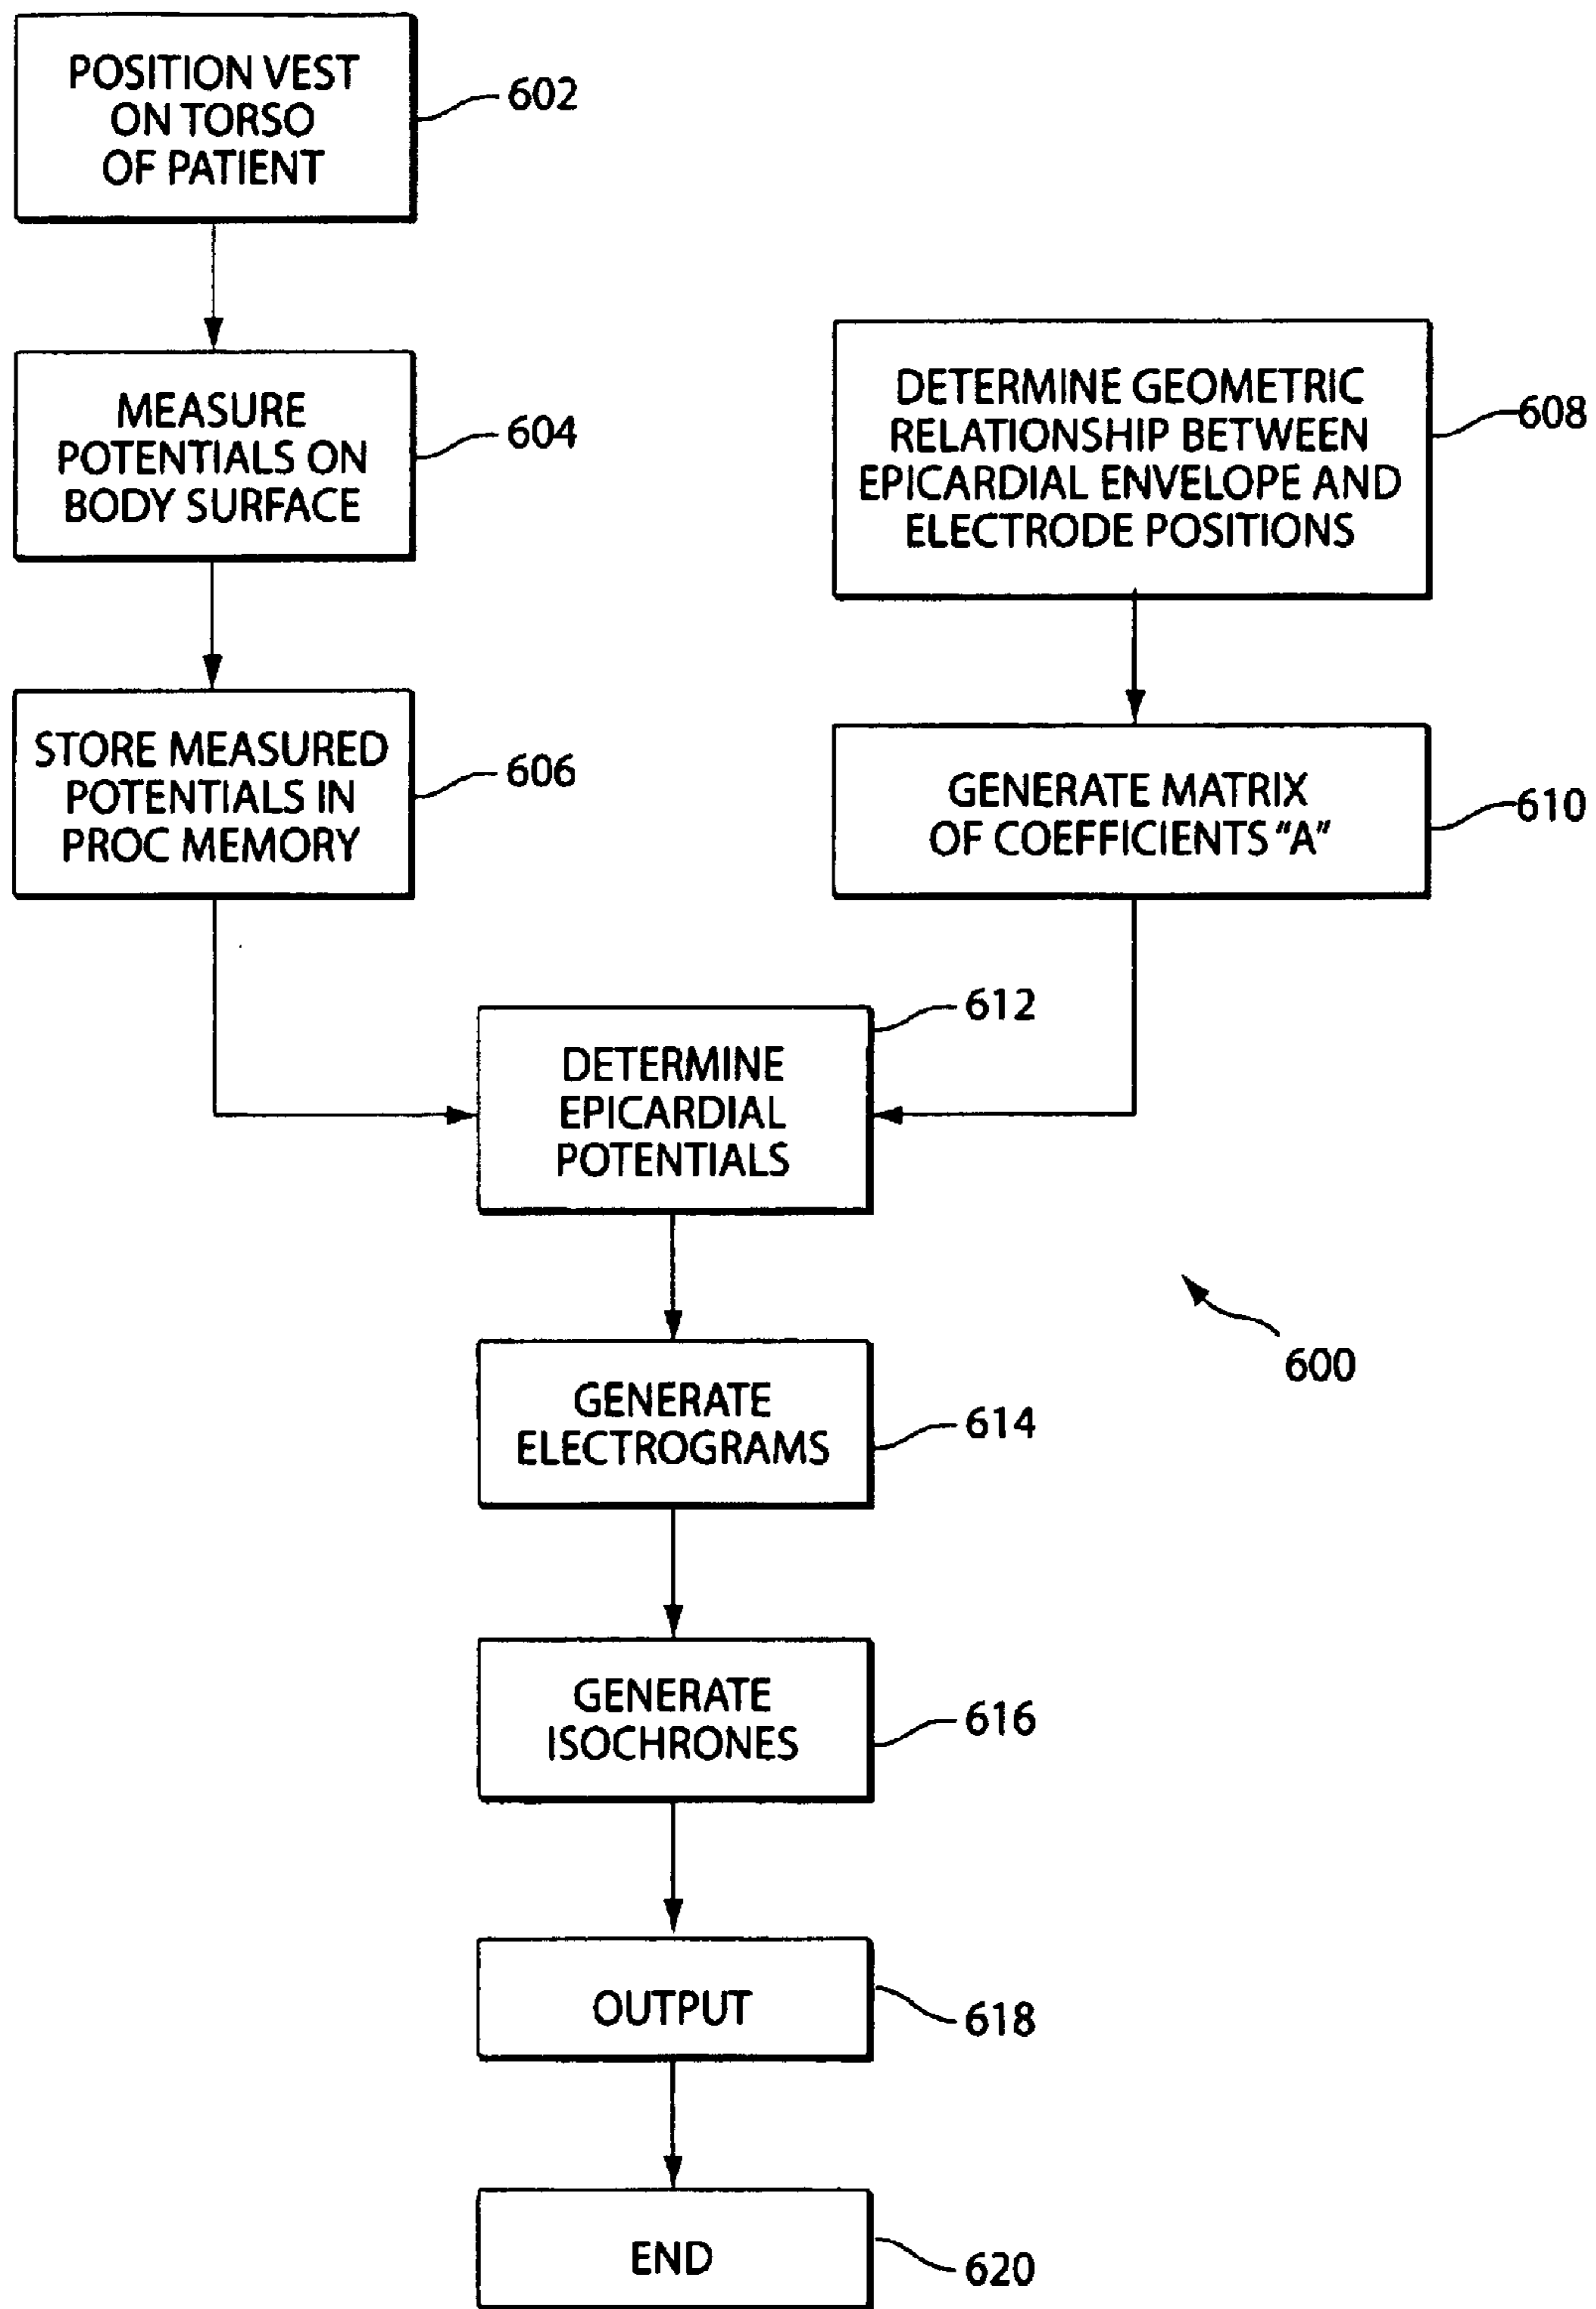 POSITION VEST
ON TORSO
OF PATIENT
602
MEASURE
POTENTIALS ON
BODY SURFACE
604
STORE MEASURED
POTENTIALS IN
PROC MEMORY
606
DETERMINE GEOMETRIC
RELATIONSHIP BETWEEN
EPICARDIAL ENVELOPE AND
ELECTRODE POSITIONS
608
GENERATE MATRIX
OF COEFFICIENTS "A"
610
612
DETERMINE
EPICARDIAL
POTENTIALS
600
GENERATE
ELECTROGRAMS
614
GENERATE
ISOCHRONES
616
OUTPUT
618
END
620